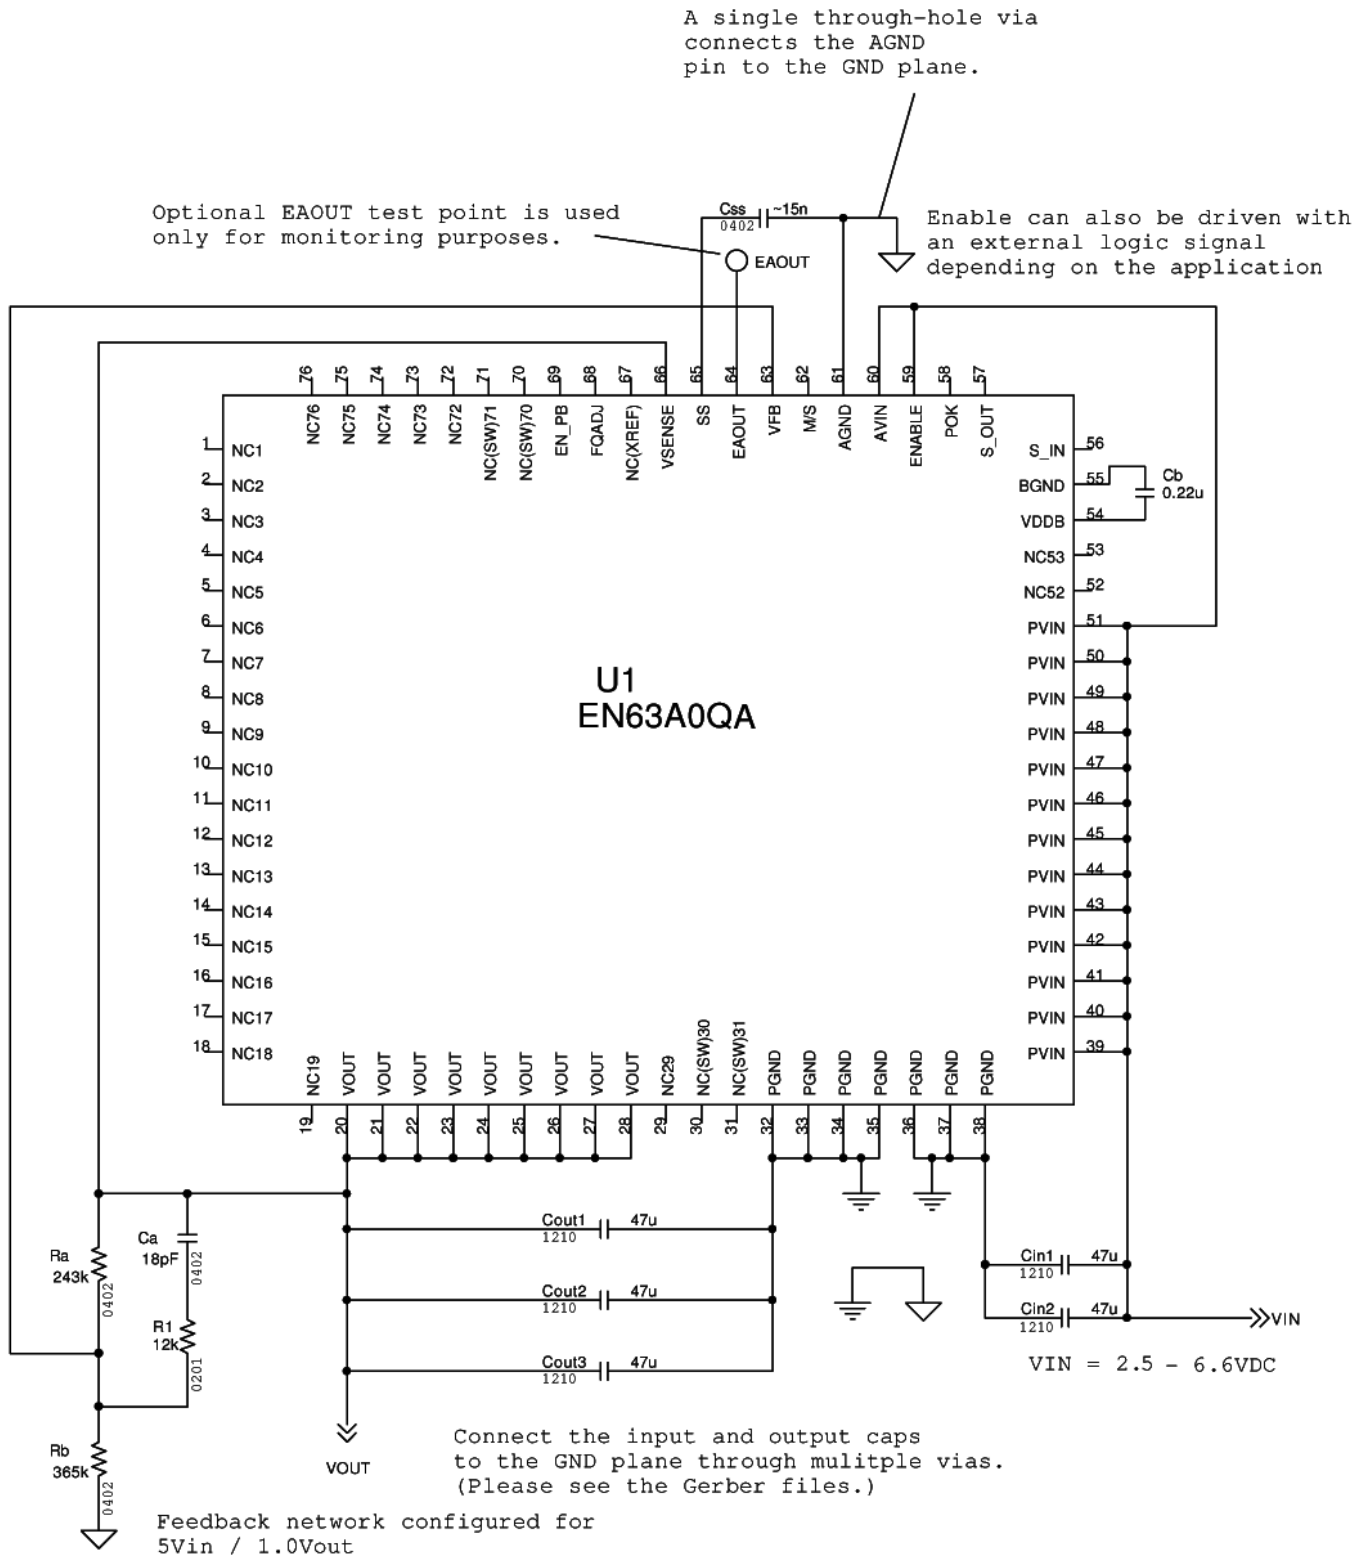 A single through-hole via
connects the AGND
pin to the GND plane.
Optional EAOUT test point is used
only for monitoring purposes.
Css
~15n
0402
EAOUT
Enable can also be driven with
an external logic signal
depending on the application
76
75
74
73
72
71
70
69
68
67
66
65
64
63
62
61
60
59
58
57
NC76
NC75
NC74
NC73
NC72
NC(SW)71
NC(SW)70
EN_PB
FQADJ
NC(XREF)
VSENSE
SS
EAOUT
VFB
M/S
AGND
AVIN
ENABLE
POK
S_OUT
1 NC1
2 NC2
3 NC3
4 NC4
5 NC5
6 NC6
7 NC7
8 NC8
9 NC9
10 NC10
11 NC11
12 NC12
13 NC13
14 NC14
15 NC15
16 NC16
17 NC17
18 NC18
U1
EN63A0QA
S_IN 56
BGND 55
VDDB 54
NC53 53
NC52 52
PVIN 51
PVIN 50
PVIN 49
PVIN 48
PVIN 47
PVIN 46
PVIN 45
PVIN 44
PVIN 43
PVIN 42
PVIN 41
PVIN 40
PVIN 39
Cb
0.22u
NC19
VOUT
VOUT
VOUT
VOUT
VOUT
VOUT
VOUT
VOUT
VOUT
NC29
NC(SW)30
NC(SW)31
PGND
PGND
PGND
PGND
PGND
PGND
PGND
19
20
21
22
23
24
25
26
27
28
29
30
31
32
33
34
35
36
37
38
Ra
243k
0402
Ca
18pF
0402
R1
12k
0201
Rb
365k
0402
Cout1 47u
1210
Cout2 47u
1210
Cout3 47u
1210
Cin1 47u
1210
Cin2 47u
1210
VIN
VIN = 2.5 - 6.6VDC
VOUT
Connect the input and output caps
to the GND plane through mulitple vias.
(Please see the Gerber files.)
Feedback network configured for
5Vin / 1.0Vout